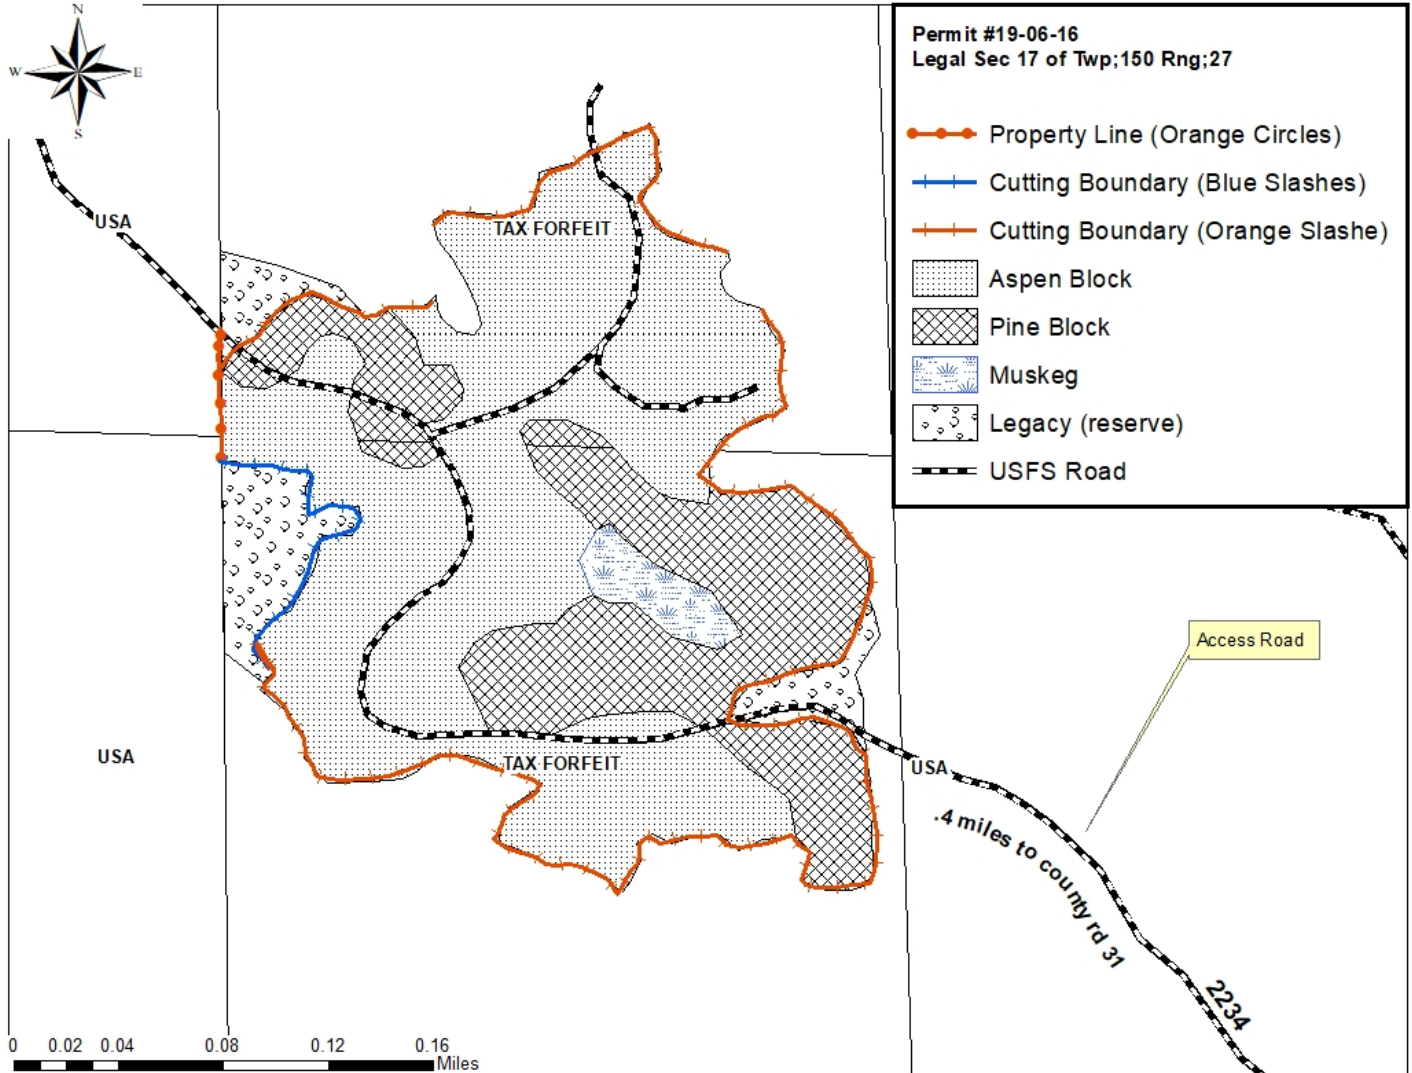 N
W E
S
Permit #19-06-16
Legal Sec 17 of Twp;150 Rng;27
Property Line (Orange Circles)
Cutting Boundary (Blue Slashes)
Cutting Boundary (Orange Slashe)
Aspen Block
Pine Block
Muskeg
Legacy (reserve)
USFS Road
USA
TAX FORFEIT
Access Road
USA
TAX FORFEIT
USA
.4 miles to county rd 31
2234
0 0.02 0.04 0.08 0.12 0.16
Miles